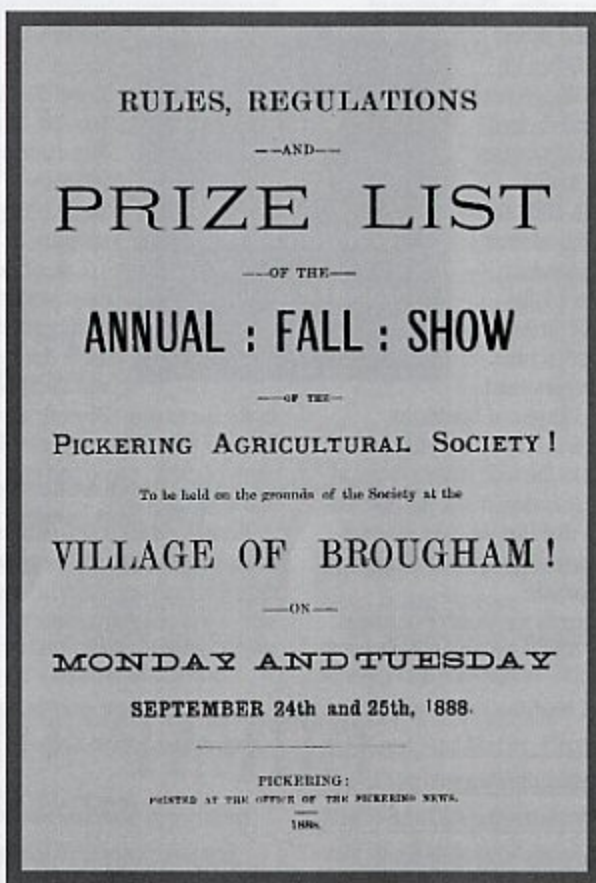 RULES, REGULATIONS
——AND——
PRIZE LIST
——OF THE——
ANNUAL : FALL : SHOW
——OF THE—
PICKERING AGRICULTURAL SOCIETY!
To be held on the grounds of the Society at the
VILLAGE OF BROUGHAM!
——ON——
MONDAY AND TUESDAY
SEPTEMBER 24th and 25th, 1888.
PICKERING:
PRINTED AT THE OFFICE OF THE PICKERING NEWS.
1888.